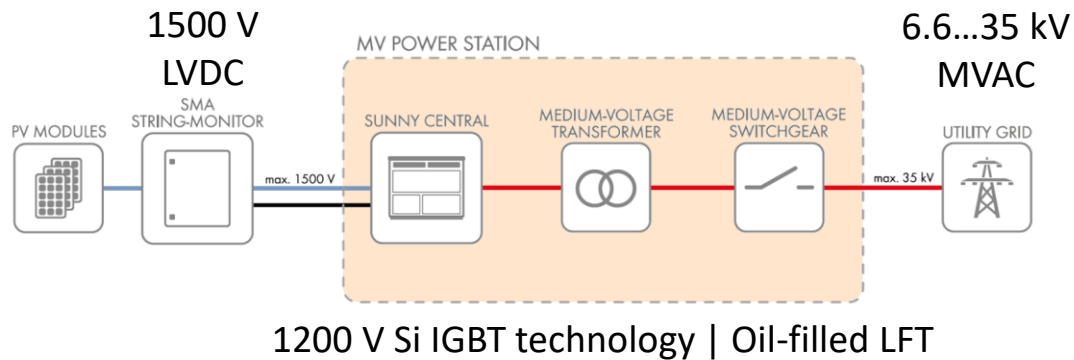 1500 V
LVDC
6.6...35 kV
MVAC
MV POWER STATION
PV MODULES
SMA
STRING-MONITOR
SUNNY CENTRAL
MEDIUM-VOLTAGE
TRANSFORMER
MEDIUM-VOLTAGE
SWITCHGEAR
UTILITY GRID
max. 1500 V
max. 35 kV
1200 V Si IGBT technology | Oil-filled LFT